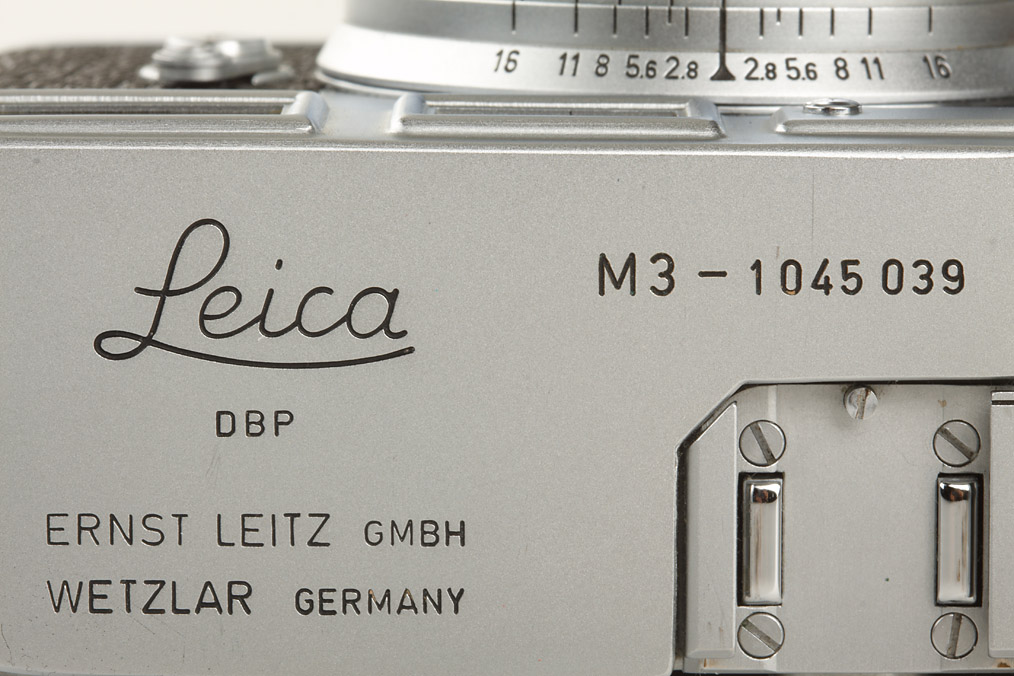 16 11 8 5.6 2.8 2.8 5.6 8 11 16
Leica
M3 - 1045 039
DBP
ERNST LEITZ GMBH
WETZLAR GERMANY